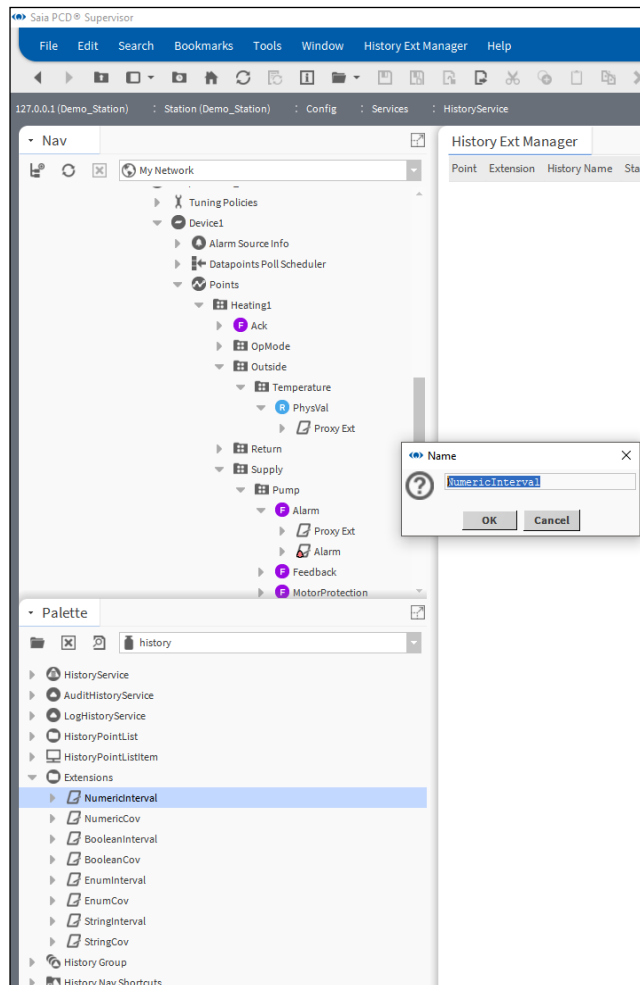 Saia PCD® Supervisor
File Edit Search Bookmarks Tools Window History Ext Manager Help
127.0.0.1 (Demo_Station) : Station (Demo_Station) : Config : Services : HistoryService
Nav
My Network
Tuning Policies
Device1
Alarm Source Info
Datapoints Poll Scheduler
Points
Heating1
F Ack
OpMode
Outside
Temperature
R PhysVal
Proxy Ext
Return
Supply
Pump
F Alarm
Proxy Ext
Alarm
F Feedback
F MotorProtection
History Ext Manager
Point Extension History Name Sta
Name
NumericInterval
OK Cancel
Palette
history
HistoryService
AuditHistoryService
LogHistoryService
HistoryPointList
HistoryPointListItem
Extensions
NumericInterval
NumericCov
BooleanInterval
BooleanCov
EnumInterval
EnumCov
StringInterval
StringCov
History Group
History Nav Shortcuts